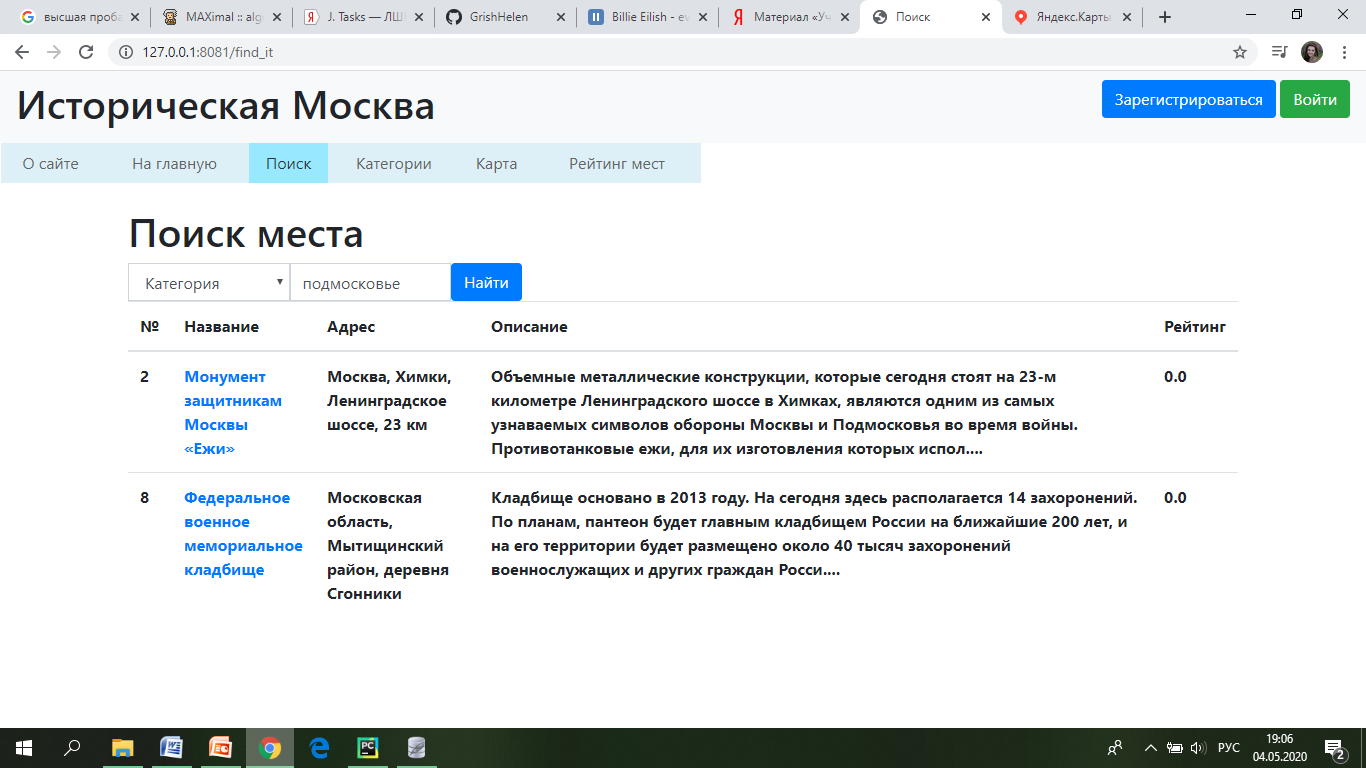 высшая проба
MAXimal :: alg
J. Tasks — ЛШ
GrishHelen
Billie Eilish - ev
Материал «Уч
Поиск
Яндекс.Карты
127.0.0.1:8081/find_it
Историческая Москва
Зарегистрироваться
Войти
О сайте
На главную
Поиск
Категории
Карта
Рейтинг мест
Поиск места
Категория
подмосковье
Найти
№ Название Адрес Описание Рейтинг
2
Монумент
защитникам
Москвы
«Ежи»
Москва, Химки,
Ленинградское
шоссе, 23 км
Объемные металлические конструкции, которые сегодня стоят на 23-м
километре Ленинградского шоссе в Химках, являются одним из самых
узнаваемых символов обороны Москвы и Подмосковья во время войны.
Противотанковые ежи, для их изготовления которых испол....
0.0
8
Федеральное
военное
мемориальное
кладбище
Московская
область,
Мытищинский
район, деревня
Сгонники
Кладбище основано в 2013 году. На сегодня здесь располагается 14 захоронений.
По планам, пантеон будет главным кладбищем России на ближайшие 200 лет, и
на его территории будет размещено около 40 тысяч захоронений
военнослужащих и других граждан Росси....
0.0
РУС
19:06
04.05.2020
2